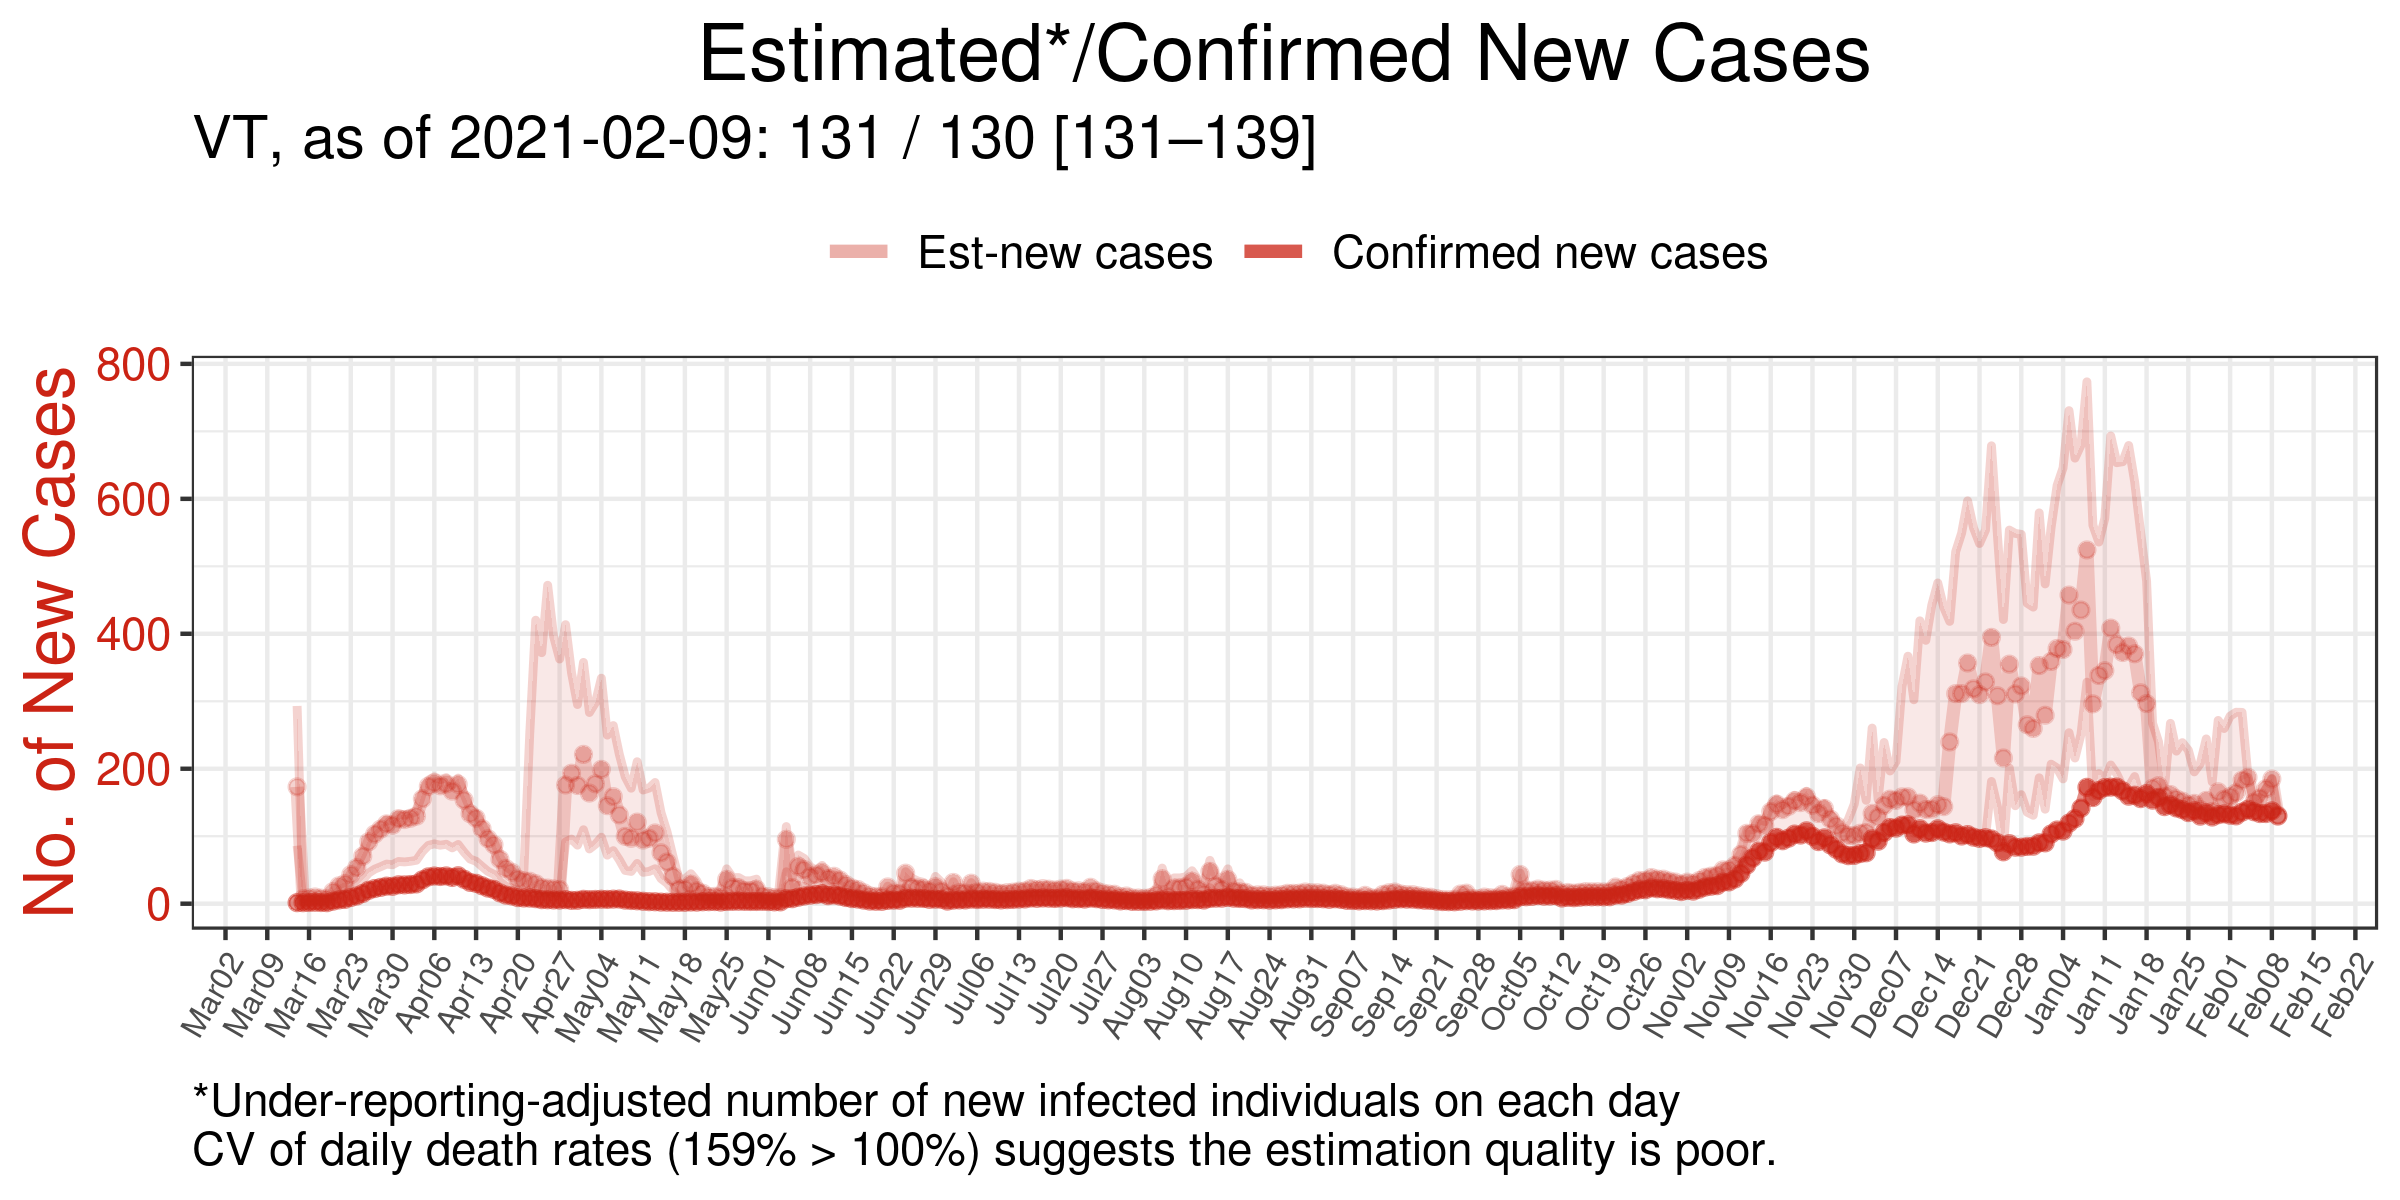 Estimated*/Confirmed New Cases
VT, as of 2021-02-09: 131 / 130 [131–139]
Est-new cases
Confirmed new cases
No. of New Cases
800
600
400
200
0
Mar02
Mar09
Mar16
Mar23
Mar30
Apr06
Apr13
Apr20
Apr27
May04
May11
May18
May25
Jun01
Jun08
Jun15
Jun22
Jun29
Jul06
Jul13
Jul20
Jul27
Aug03
Aug10
Aug17
Aug24
Aug31
Sep07
Sep14
Sep21
Sep28
Oct05
Oct12
Oct19
Oct26
Nov02
Nov09
Nov16
Nov23
Nov30
Dec07
Dec14
Dec21
Dec28
Jan04
Jan11
Jan18
Jan25
Feb01
Feb08
Feb15
Feb22
*Under-reporting-adjusted number of new infected individuals on each day
CV of daily death rates (159% > 100%) suggests the estimation quality is poor.